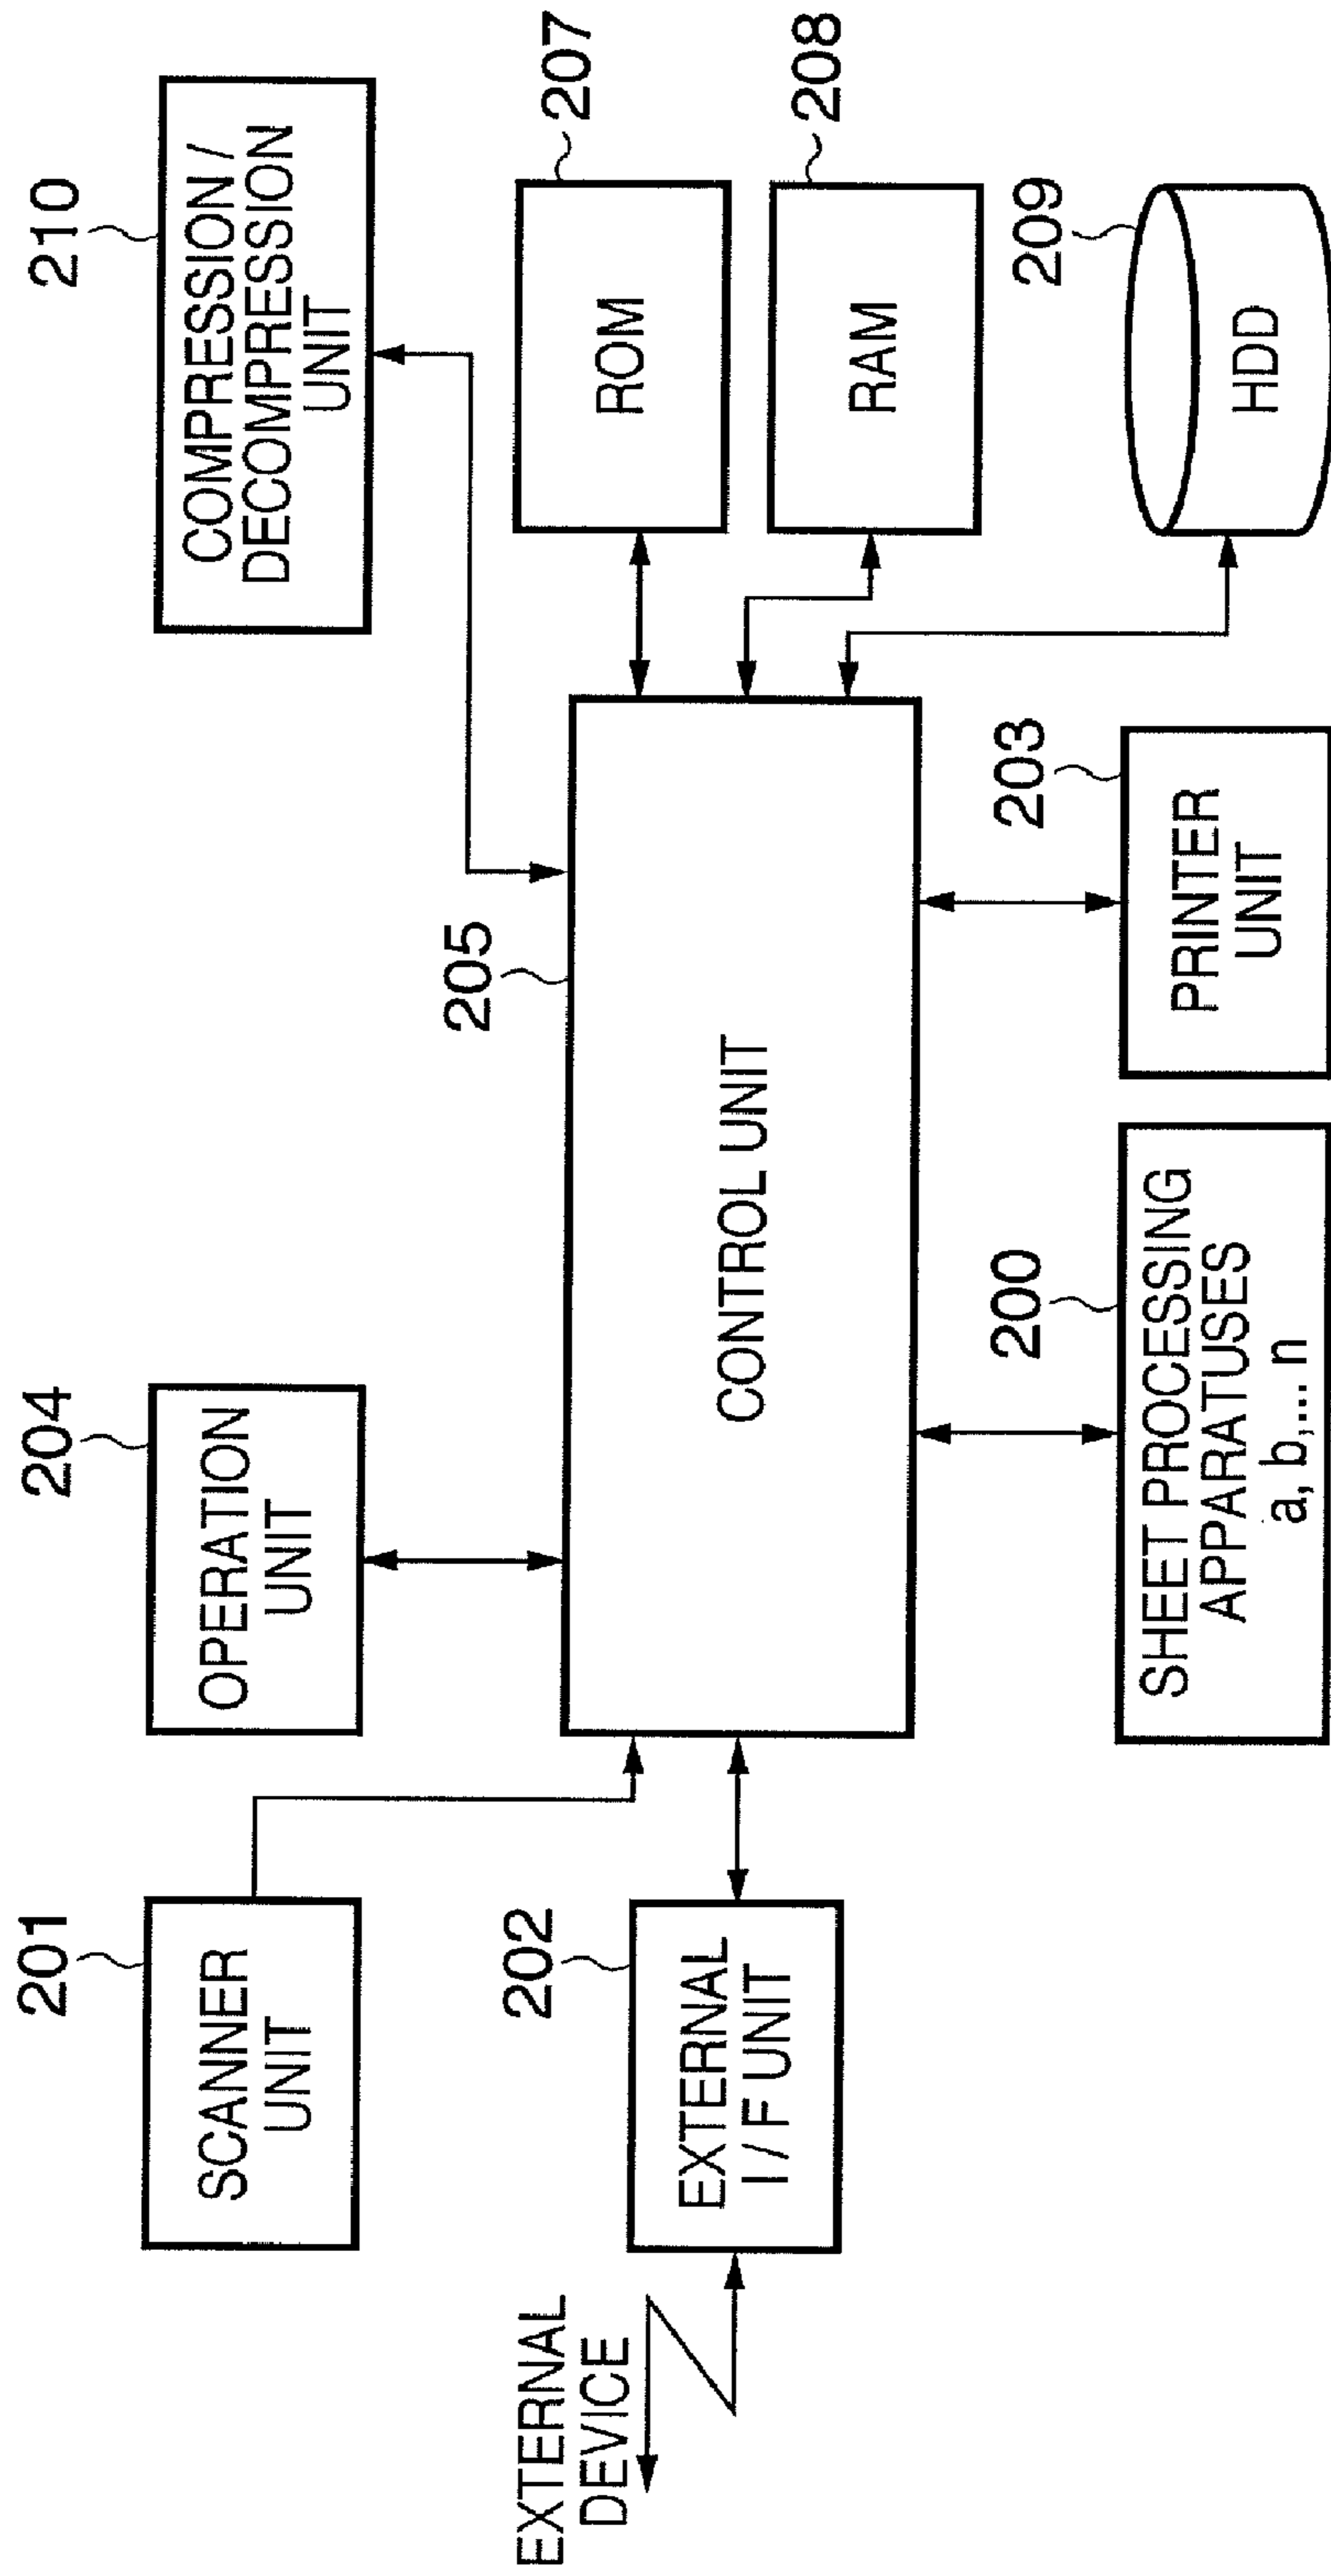 201
SCANNER
UNIT
204
OPERATION
UNIT
210
COMPRESSION /
DECOMPRESSION
UNIT
EXTERNAL
DEVICE
202
EXTERNAL
I / F UNIT
205
CONTROL UNIT
207
ROM
208
RAM
209
HDD
200
SHEET PROCESSING
APPARATUSES
a, b,... n
203
PRINTER
UNIT